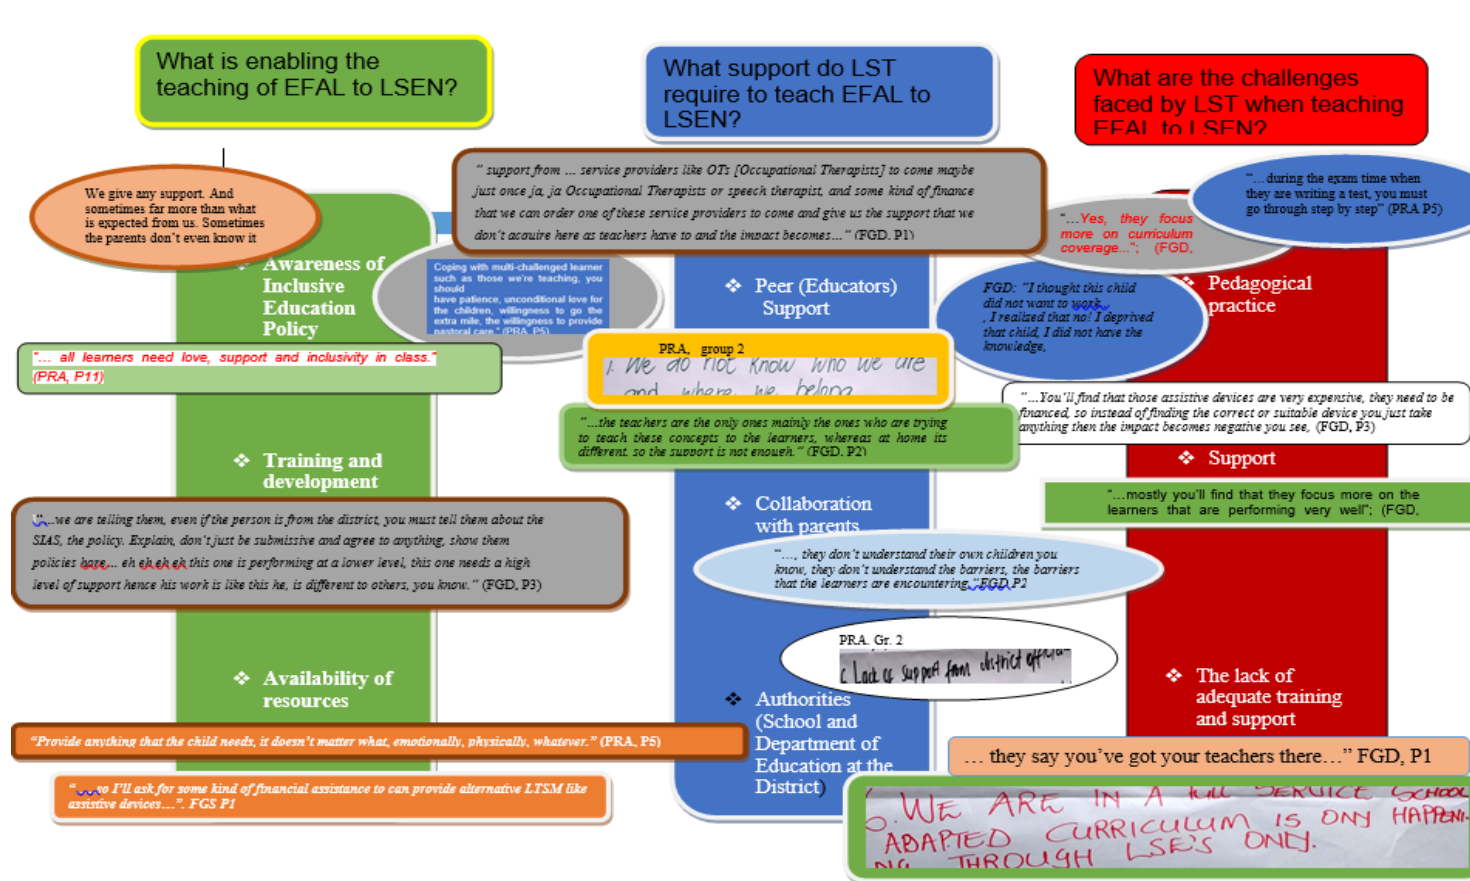 What is enabling the
teaching of EFAL to LSEN?
We give any support. And
sometimes far more than what
is expected from us. Sometimes
the parents don't even know it
❖ Awareness of
Inclusive
Education
Policy
Coping with multi-challenged learner
such as those we're teaching, you
should
have patience, unconditional love for
the children, willingness to go the
extra mile, the willingness to provide
pastoral care." (PRA, P5)
"… all learners need love, support and inclusivity in class."
(PRA, P11)
❖ Training and
development
"…we are telling them, even if the person is from the district, you must tell them about the
SIAS, the policy. Explain, don't just be submissive and agree to anything, show them
policies here… eh eh eh eh this one is performing at a lower level, this one needs a high
level of support hence his work is like this he, is different to others, you know." (FGD, P3)
❖ Availability of
resources
"Provide anything that the child needs, it doesn't matter what, emotionally, physically, whatever." (PRA, P5)
"…so I'll ask for some kind of financial assistance to can provide alternative LTSM like
assistive devices…". FGS P1
What support do LST
require to teach EFAL to
LSEN?
" support from … service providers like OTs [Occupational Therapists] to come maybe
just once ja, ja Occupational Therapists or speech therapist, and some kind of finance
that we can order one of these service providers to come and give us the support that we
don't acquire here as teachers have to and the impact becomes…" (FGD. P1)
❖ Peer (Educators)
Support
PRA, group 2
1. We do not know who we are
and where we belong
"…the teachers are the only ones mainly the ones who are trying
to teach these concepts to the learners, whereas at home its
different. so the support is not enough." (FGD. P2)
❖ Collaboration
with parents
"…, they don't understand their own children you
know, they don't understand the barriers, the barriers
that the learners are encountering,"FGD P2
PRA. Gr. 2
c. Lack of support from district official
❖ Authorities
(School and
Department of
Education at the
District)
What are the challenges
faced by LST when teaching
EFAL to LSEN?
"…during the exam time when
they are writing a test, you must
go through step by step" (PRA P5)
"…Yes, they focus
more on curriculum
coverage…"; (FGD,
❖ Pedagogical
practice
FGD: "I thought this child
did not want to work
, I realized that no! I deprived
that child, I did not have the
knowledge,
"…You'll find that those assistive devices are very expensive, they need to be
financed, so instead of finding the correct or suitable device you just take
anything then the impact becomes negative you see, (FGD, P3)
❖ Support
"…mostly you'll find that they focus more on the
learners that are performing very well"; (FGD,
❖ The lack of
adequate training
and support
… they say you've got your teachers there…" FGD, P1
WE ARE IN A FULL SERVICE SCHOOL
ADAPTED CURRICULUM IS ONY HAPPENI-
NG THROUGH LSE'S ONLY.